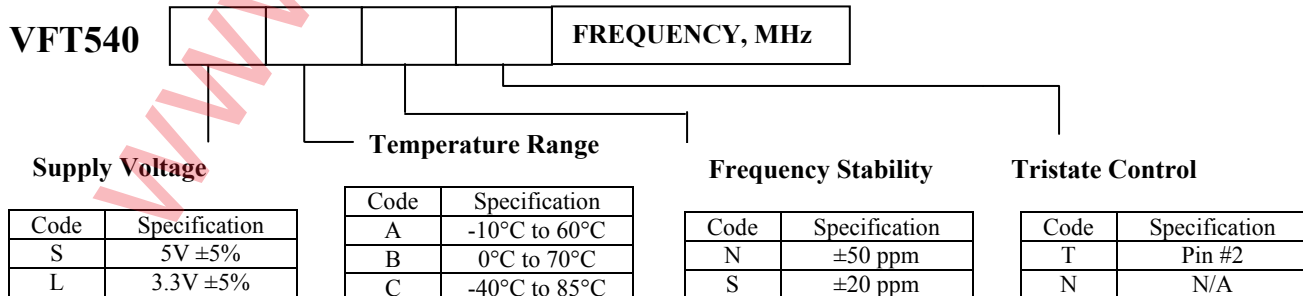 VFT540 FREQUENCY, MHz
Supply Voltage
Code Specification
S 5V ±5%
L 3.3V ±5%
Temperature Range
Code Specification
A -10°C to 60°C
B 0°C to 70°C
C -40°C to 85°C
Frequency Stability
Code Specification
N ±50 ppm
S ±20 ppm
Tristate Control
Code Specification
T Pin #2
N N/A
ww